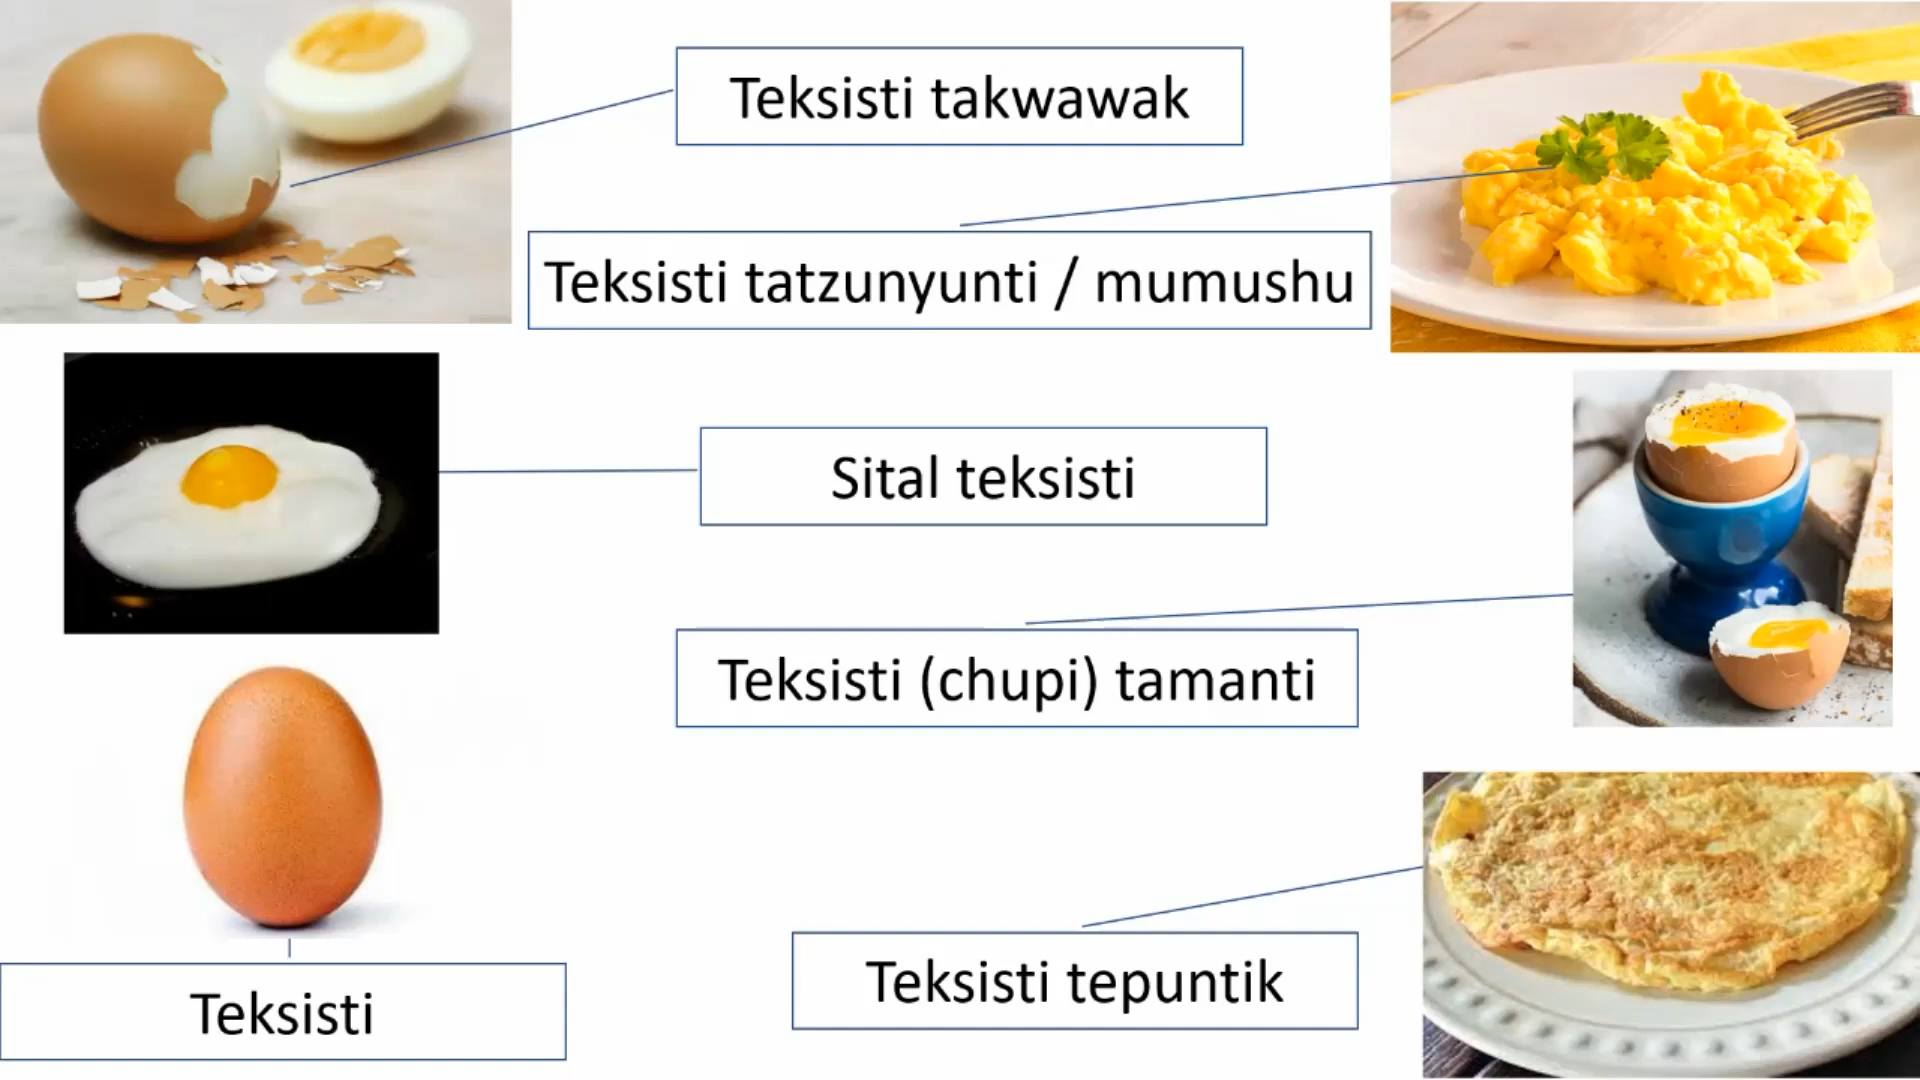 Teksisti takwawak
Teksisti tatzunyunti / mumushu
Sital teksisti
Teksisti (chupi) tamanti
Teksisti tepuntik
Teksisti